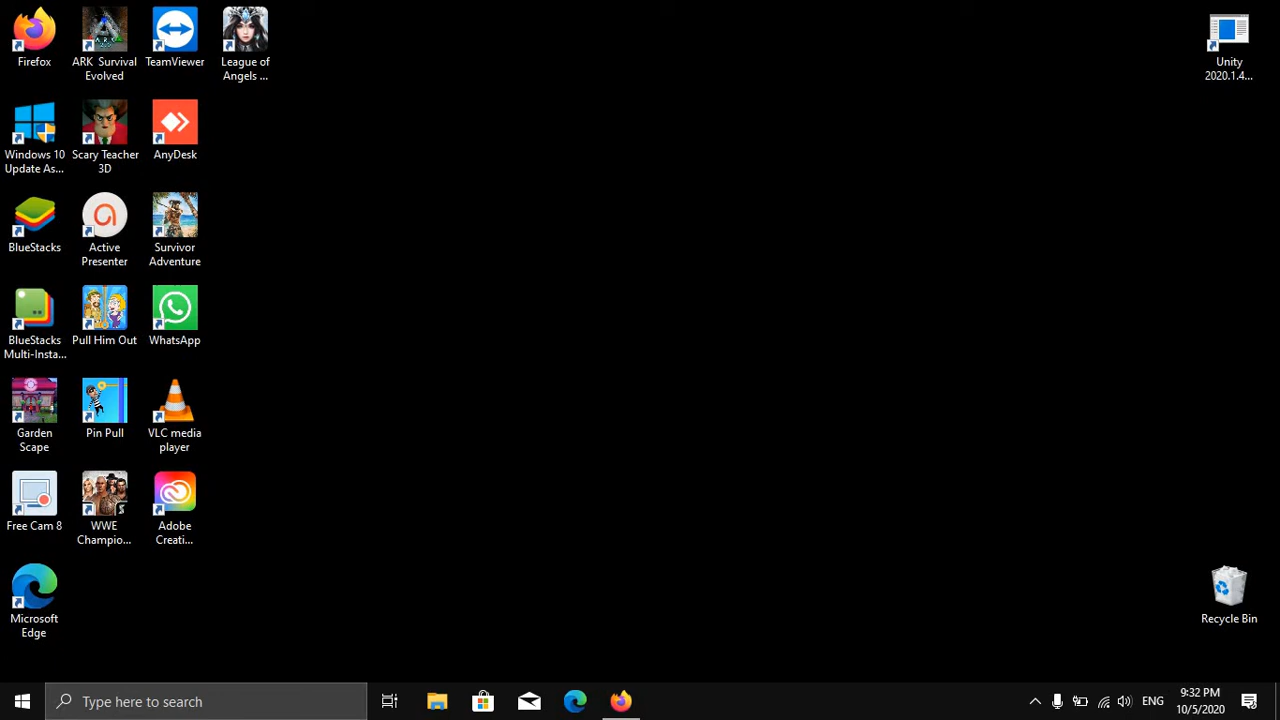 Firefox
ARK Survival
Evolved
TeamViewer
League of
Angels ...
Unity
2020.1.4...
Windows 10
Update As...
Scary Teacher
3D
AnyDesk
BlueStacks
Active
Presenter
Survivor
Adventure
BlueStacks
Multi-Insta...
Pull Him Out
WhatsApp
Garden
Scape
Pin Pull
VLC media
player
Free Cam 8
WWE
Champio...
Adobe
Creati...
Microsoft
Edge
Recycle Bin
Type here to search
ENG
9:32 PM
10/5/2020